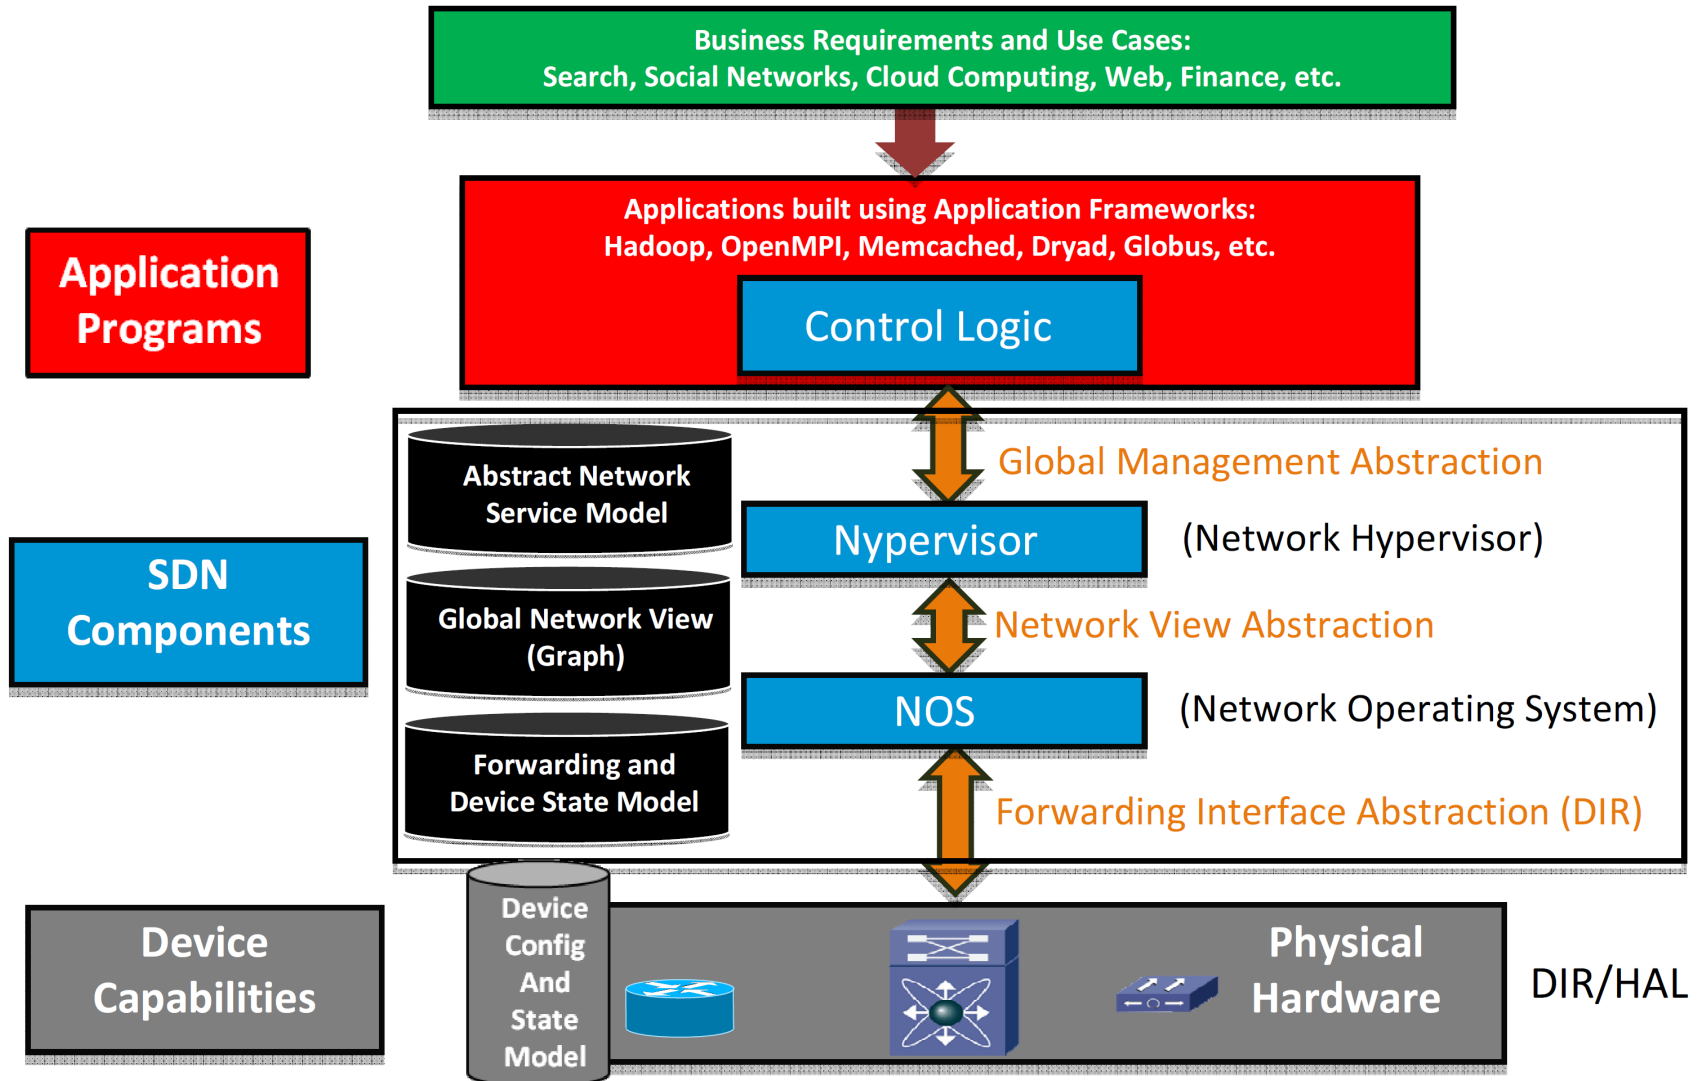 Business Requirements and Use Cases:
Search, Social Networks, Cloud Computing, Web, Finance, etc.
Applications built using Application Frameworks:
Hadoop, OpenMPI, Memcached, Dryad, Globus, etc.
Application
Programs
Control Logic
Global Management Abstraction
Abstract Network
Service Model
Nypervisor
(Network Hypervisor)
SDN
Components
Global Network View
(Graph)
Network View Abstraction
NOS
(Network Operating System)
Forwarding and
Device State Model
Forwarding Interface Abstraction (DIR)
Device
Capabilities
Device
Config
And
State
Model
Physical
Hardware
DIR/HAL